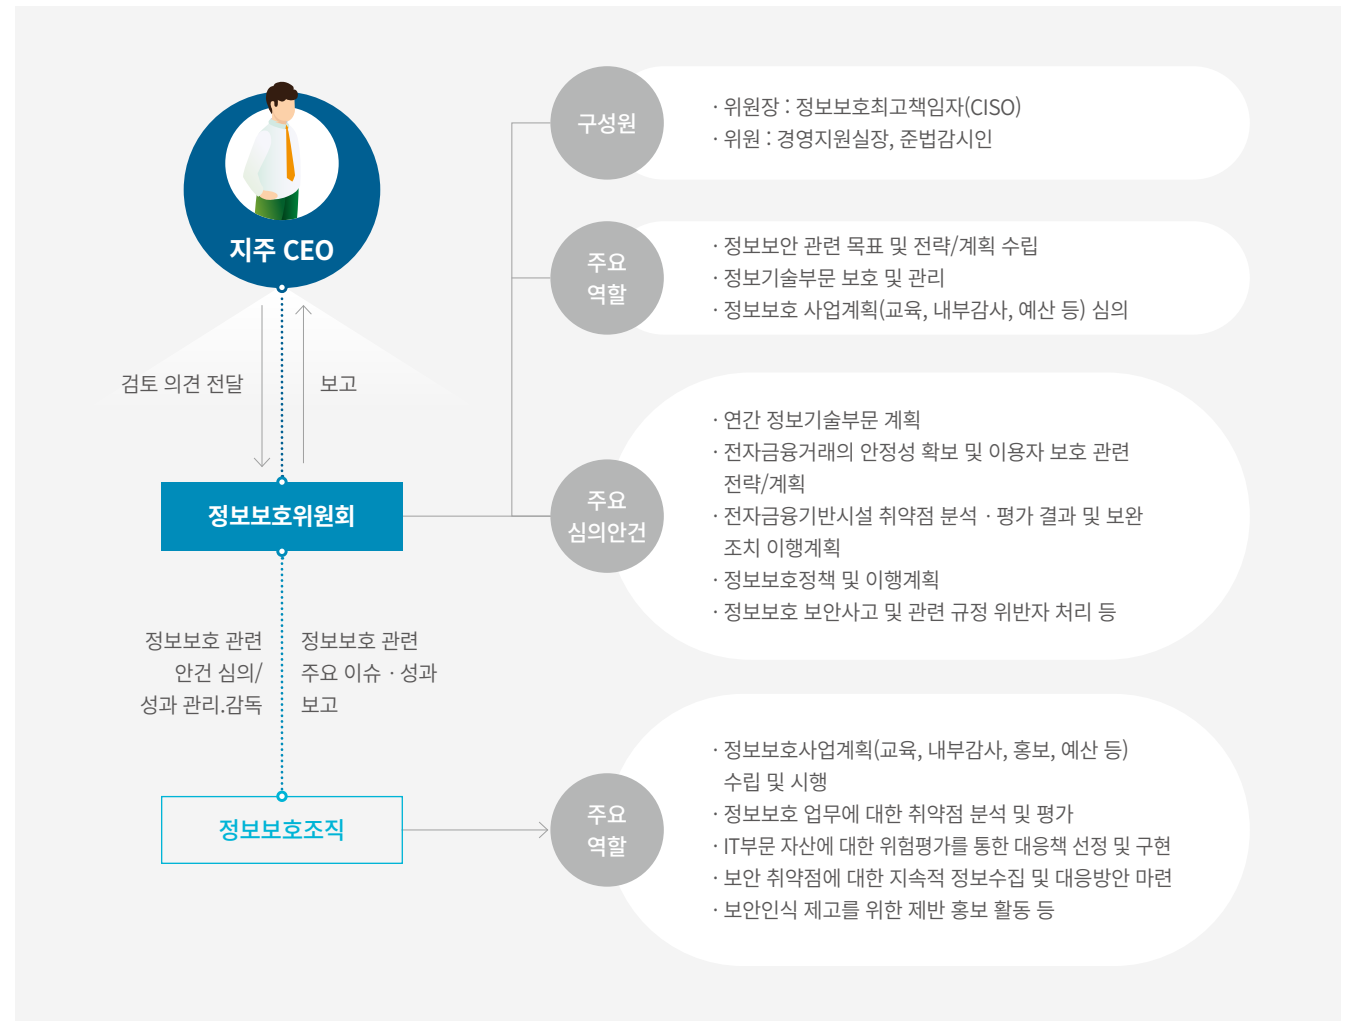 지주 CEO
검토 의견 전달
보고
정보보호위원회
정보보호 관련
안건 심의/
성과 관리.감독
정보보호 관련
주요 이슈 · 성과
보고
정보보호조직
구성원
· 위원장 : 정보보호최고책임자(CISO)
· 위원 : 경영지원실장, 준법감시인
주요
역할
· 정보보안 관련 목표 및 전략/계획 수립
· 정보기술부문 보호 및 관리
· 정보보호 사업계획(교육, 내부감사, 예산 등) 심의
주요
심의안건
· 연간 정보기술부문 계획
· 전자금융거래의 안정성 확보 및 이용자 보호 관련
전략/계획
· 전자금융기반시설 취약점 분석 · 평가 결과 및 보완
조치 이행계획
· 정보보호정책 및 이행계획
· 정보보호 보안사고 및 관련 규정 위반자 처리 등
주요
역할
· 정보보호사업계획(교육, 내부감사, 홍보, 예산 등)
수립 및 시행
· 정보보호 업무에 대한 취약점 분석 및 평가
· IT부문 자산에 대한 위험평가를 통한 대응책 선정 및 구현
· 보안 취약점에 대한 지속적 정보수집 및 대응방안 마련
· 보안인식 제고를 위한 제반 홍보 활동 등